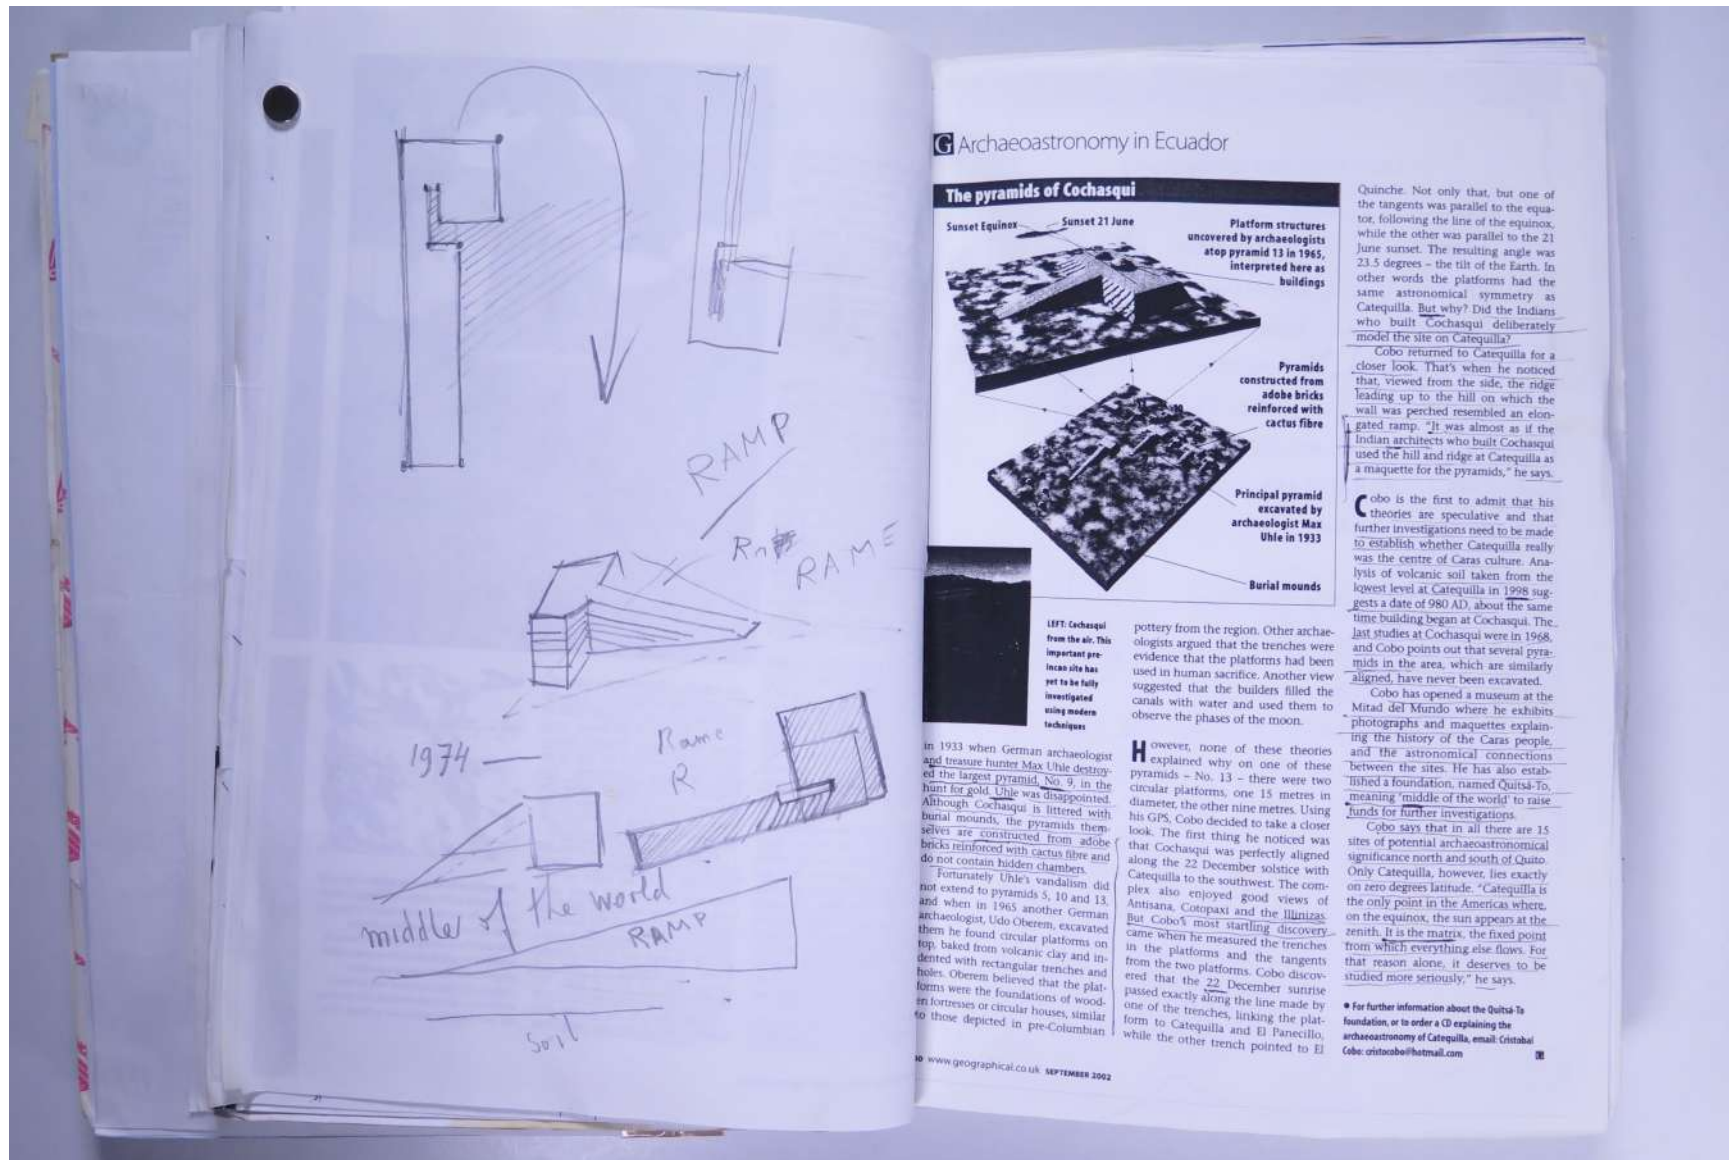 RAMP
RAME
1974
Rame
R
middle of the world
RAMP
Soil
G Archaeoastronomy in Ecuador
The pyramids of Cochasqui
Sunset Equinox
Sunset 21 June
Platform structures
uncovered by archaeologists
atop pyramid 13 in 1965,
interpreted here as
buildings
Pyramids
constructed from
adobe bricks
reinforced with
cactus fibre
Principal pyramid
excavated by
archaeologist Max
Uhle in 1933
Burial mounds
LEFT: Cochasqui
from the air. This
important pre-
Incan site has
yet to be fully
investigated
using modern
techniques
in 1933 when German archaeologist
and treasure hunter Max Uhle destroy-
ed the largest pyramid, No. 9, in the
hunt for gold. Uhle was disappointed.
Although Cochasqui is littered with
burial mounds, the pyramids them-
selves are constructed from adobe
bricks reinforced with cactus fibre and
do not contain hidden chambers.
Fortunately Uhle's vandalism did
not extend to pyramids 5, 10 and 13,
and when in 1965 another German
archaeologist, Udo Oberem, excavated
them he found circular platforms on
top, baked from volcanic clay and in-
dented with rectangular trenches and
holes. Oberem believed that the plat-
forms were the foundations of wood-
en fortresses or circular houses, similar
to those depicted in pre-Columbian
pottery from the region. Other archae-
ologists argued that the trenches were
evidence that the platforms had been
used in human sacrifice. Another view
suggested that the builders filled the
canals with water and used them to
observe the phases of the moon.
However, none of these theories
explained why on one of these
pyramids – No. 13 – there were two
circular platforms, one 15 metres in
diameter, the other nine metres. Using
his GPS, Cobo decided to take a closer
look. The first thing he noticed was
that Cochasqui was perfectly aligned
along the 22 December solstice with
Catequilla to the southwest. The com-
plex also enjoyed good views of
Antisana, Cotopaxi and the Illinizas.
But Cobo's most startling discovery
came when he measured the trenches
in the platforms and the tangents
from the two platforms. Cobo discov-
ered that the 22 December sunrise
passed exactly along the line made by
one of the trenches, linking the plat-
form to Catequilla and El Panecillo,
while the other trench pointed to El
Quinche. Not only that, but one of
the tangents was parallel to the equa-
tor, following the line of the equinox,
while the other was parallel to the 21
June sunset. The resulting angle was
23.5 degrees – the tilt of the Earth. In
other words the platforms had the
same astronomical symmetry as
Catequilla. But why? Did the Indians
who built Cochasqui deliberately
model the site on Catequilla?
Cobo returned to Catequilla for a
closer look. That's when he noticed
that, viewed from the side, the ridge
leading up to the hill on which the
wall was perched resembled an elon-
gated ramp. "It was almost as if the
Indian architects who built Cochasqui
used the hill and ridge at Catequilla as
a maquette for the pyramids," he says.
Cobo is the first to admit that his
theories are speculative and that
further investigations need to be made
to establish whether Catequilla really
was the centre of Caras culture. Ana-
lysis of volcanic soil taken from the
lowest level at Catequilla in 1998 sug-
gests a date of 980 AD, about the same
time building began at Cochasqui. The
last studies at Cochasqui were in 1968,
and Cobo points out that several pyra-
mids in the area, which are similarly
aligned, have never been excavated.
Cobo has opened a museum at the
Mitad del Mundo where he exhibits
photographs and maquettes explain-
ing the history of the Caras people,
and the astronomical connections
between the sites. He has also estab-
lished a foundation, named Quitsá-To,
meaning 'middle of the world' to raise
funds for further investigations.
Cobo says that in all there are 15
sites of potential archaeoastronomical
significance north and south of Quito.
Only Catequilla, however, lies exactly
on zero degrees latitude. "Catequilla is
the only point in the Americas where,
on the equinox, the sun appears at the
zenith. It is the matrix, the fixed point
from which everything else flows. For
that reason alone, it deserves to be
studied more seriously," he says.
• For further information about the Quitsá-To
foundation, or to order a CD explaining the
archaeoastronomy of Catequilla, email: Cristobal
Cobo: cristocobo@hotmail.com
www.geographical.co.uk SEPTEMBER 2002